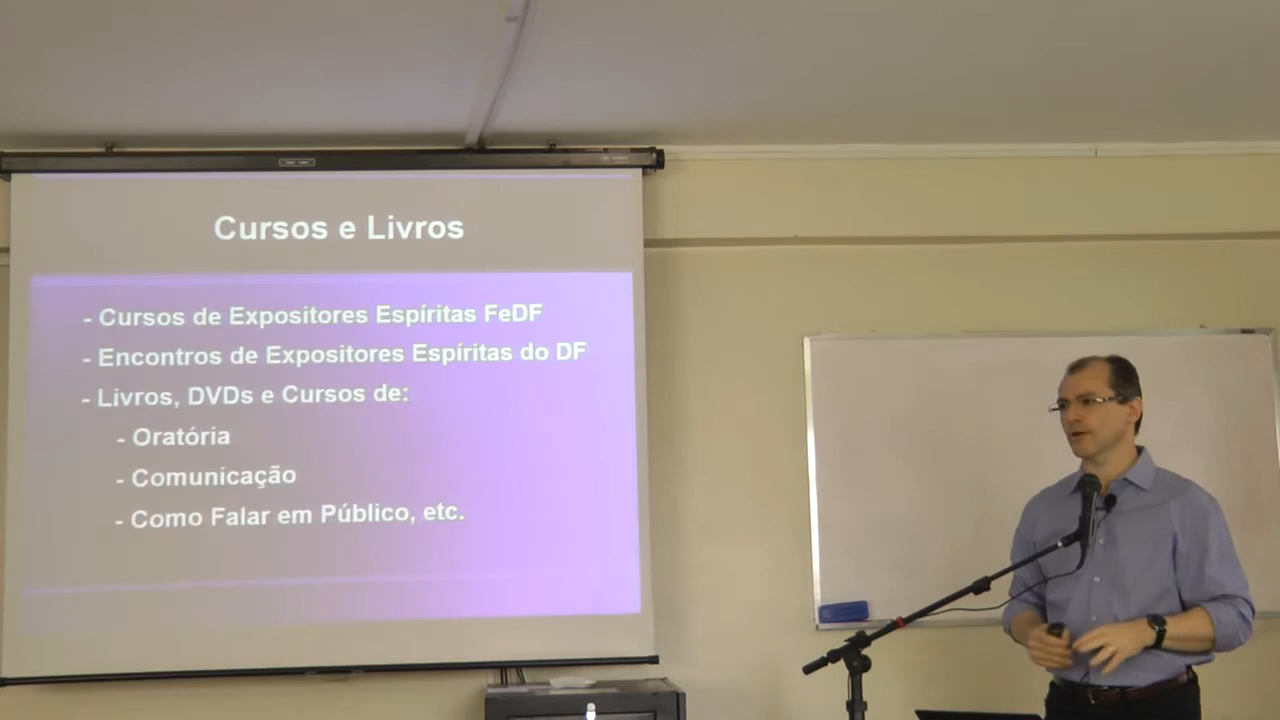 Cursos e Livros
- Cursos de Expositores Espíritas FeDF
- Encontros de Expositores Espíritas do DF
- Livros, DVDs e Cursos de:
- Oratória
- Comunicação
- Como Falar em Público, etc.